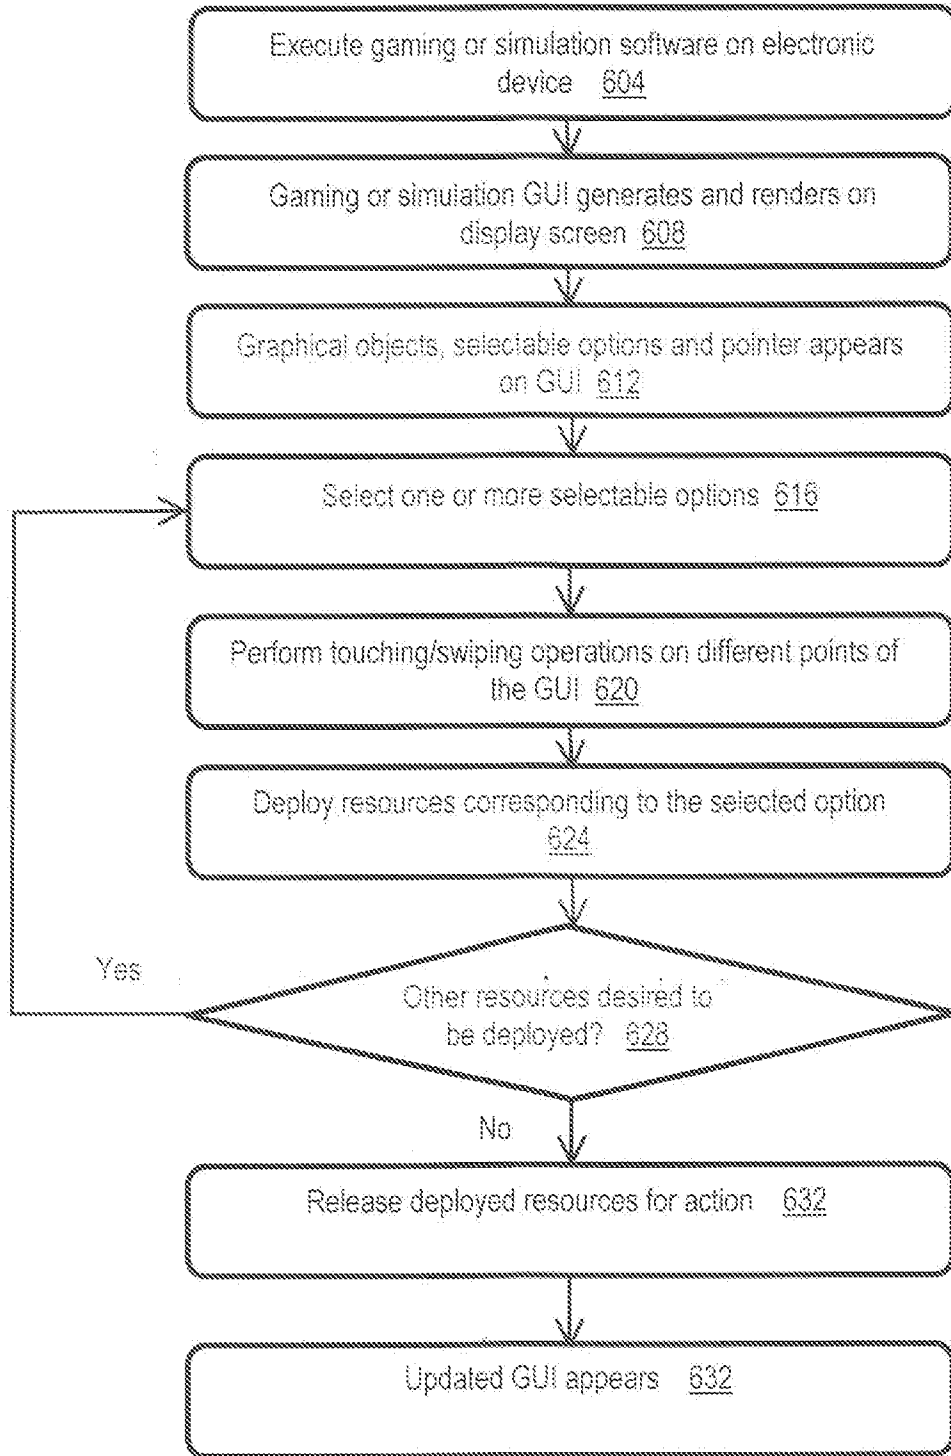 Execute gaming or simulation software on electronic
device 604
Gaming or simulation GUI generates and renders on
display screen 608
Graphical objects, selectable options and pointer appears
on GUI 612
Select one or more selectable options 616
Perform touching/swiping operations on different points of
the GUI 620
Deploy resources corresponding to the selected option
624
Yes
Other resources desired to
be deployed? 628
No
Release deployed resources for action 632
Updated GUI appears 632